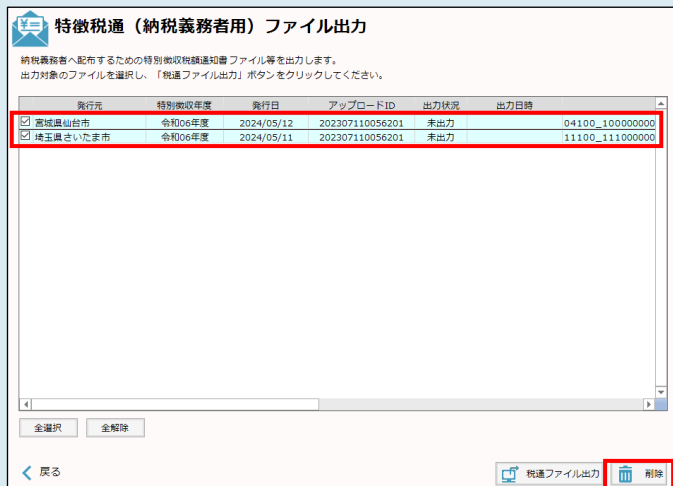 特徴税通（納税義務者用）ファイル出力
納税義務者へ配布するための特別徴収税額通知書ファイル等を出力します。
出力対象のファイルを選択し、「税通ファイル出力」ボタンをクリックしてください。
発行元 特別徴収年度 発行日 アップロードID 出力状況 出力日時
宮城県仙台市 令和06年度 2024/05/12 202307110056201 未出力 04100_100000000
埼玉県さいたま市 令和06年度 2024/05/11 202307110056201 未出力 11100_111000000
全選択 全解除
戻る 税通ファイル出力 削除